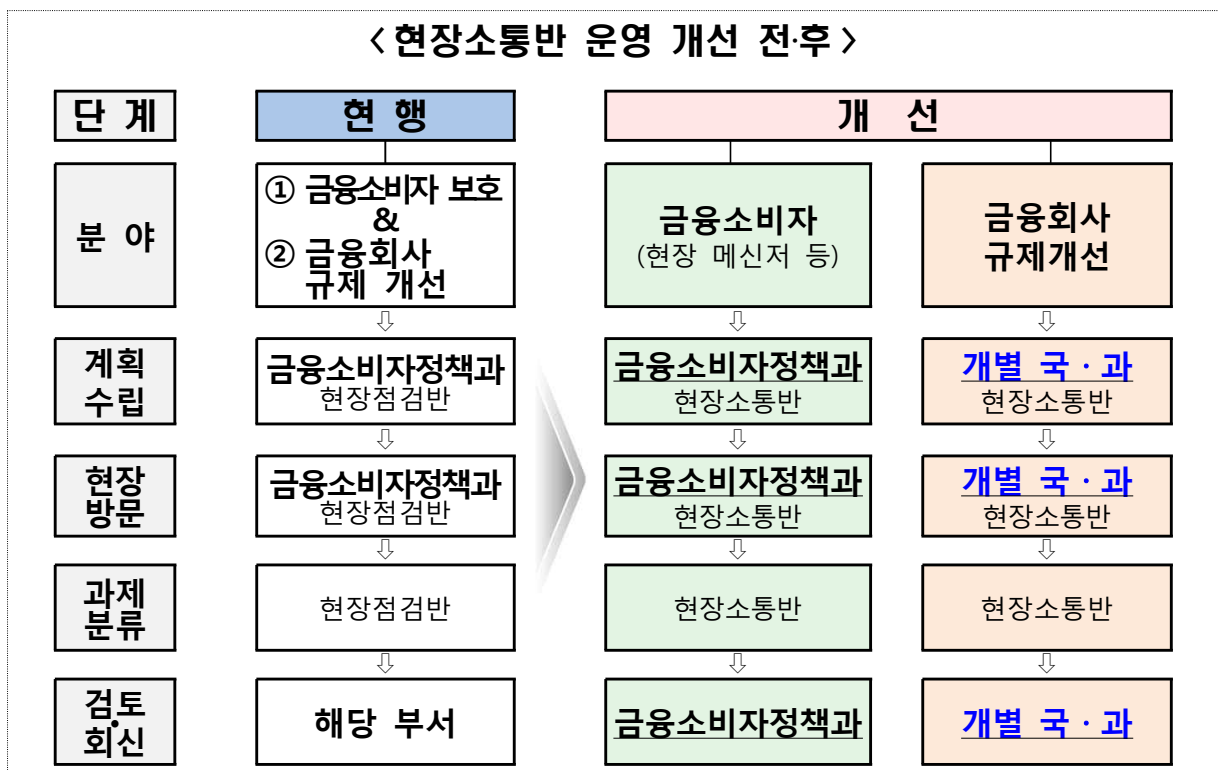 <현장소통반 운영 개선 전·후>
단 계
현 행
개 선
분 야
① 금융소비자 보호
&
② 금융회사
규제 개선
금융소비자
(현장 메신저 등)
금융회사
규제개선
계획
수립
금융소비자정책과
현장점검반
금융소비자정책과
현장소통반
개별 국·과
현장소통반
현장
방문
금융소비자정책과
현장점검반
금융소비자정책과
현장소통반
개별 국·과
현장소통반
과제
분류
현장점검반
현장소통반
현장소통반
검토
·
회신
해당 부서
금융소비자정책과
개별 국·과